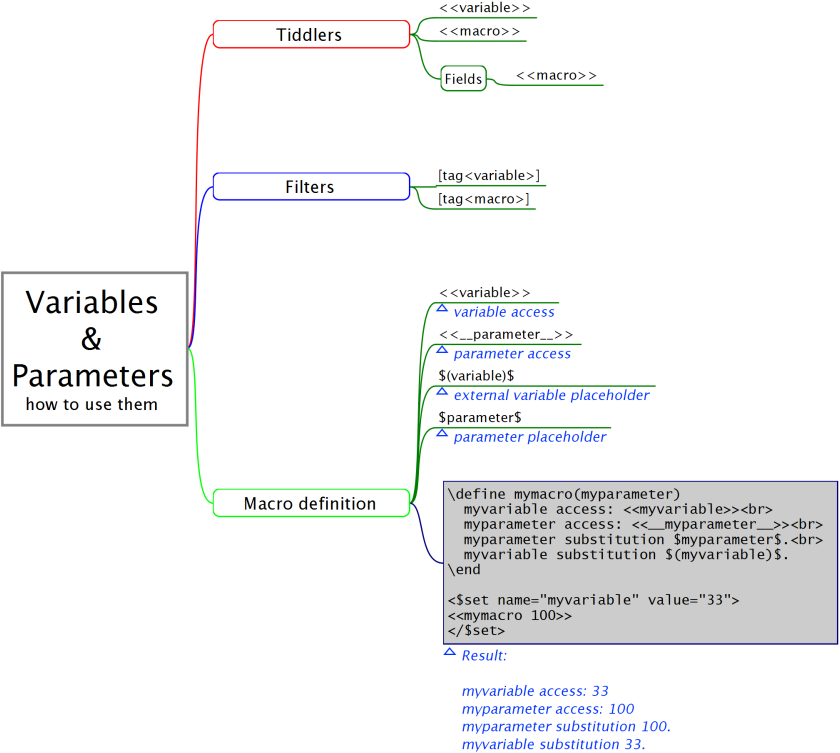 Variables
&
Parameters
how to use them
Tiddlers
<<variable>>
<<macro>>
Fields
<<macro>>
Filters
[tag<variable>]
[tag<macro>]
Macro definition
<<variable>>
variable access
<<__parameter__>>
parameter access
$(variable)$
external variable placeholder
$parameter$
parameter placeholder
\define mymacro(myparameter)
  myvariable access: <<myvariable>><br>
  myparameter access: <<__myparameter__>><br>
  myparameter substitution $myparameter$.<br>
  myvariable substitution $(myvariable)$.
\end
<$set name="myvariable" value="33">
<<mymacro 100>>
</$set>
Result:
myvariable access: 33
myparameter access: 100
myparameter substitution 100.
myvariable substitution 33.